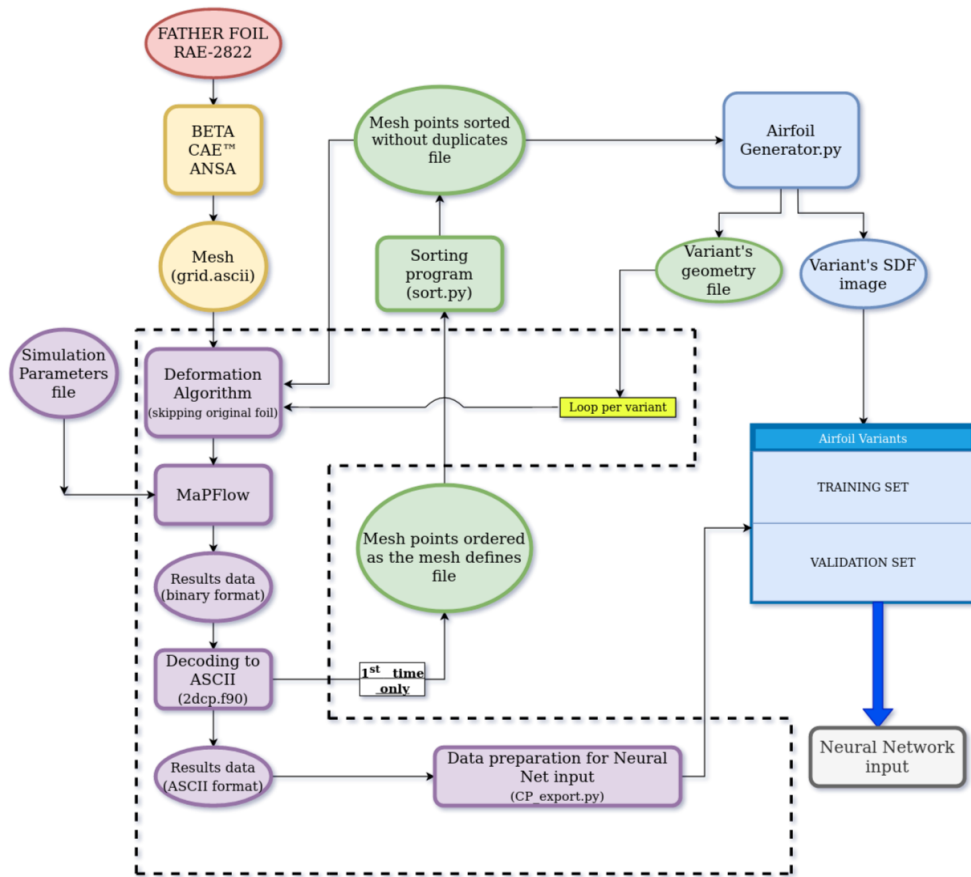 FATHER FOIL
RAE-2822
BETA
CAE™
ANSA
Mesh
(grid.ascii)
Mesh points sorted
without duplicates
file
Airfoil
Generator.py
Sorting
program
(sort.py)
Variant's
geometry
file
Variant's SDF
image
Simulation
Parameters
file
Deformation
Algorithm
(skipping original foil)
Loop per variant
Airfoil Variants
TRAINING SET
VALIDATION SET
MaPFlow
Mesh points ordered
as the mesh defines
file
Results data
(binary format)
Decoding to
ASCII
(2dcp.f90)
1st time
only
Results data
(ASCII format)
Data preparation for Neural
Net input
(CP_export.py)
Neural Network
input